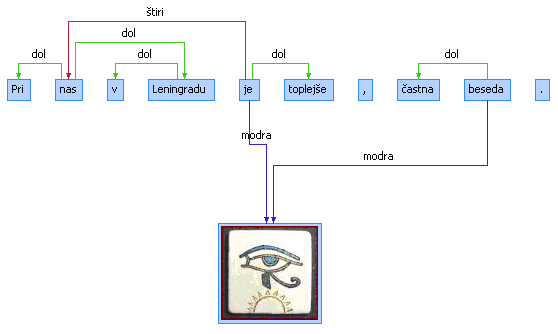 štiri
dol
dol dol dol dol
Pri nas v Leningradu je toplejše , častna beseda .
modra
modra